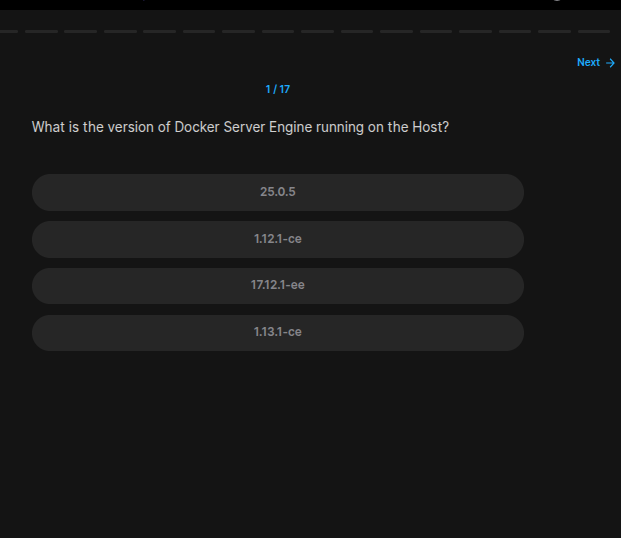 Next →
1 / 17
What is the version of Docker Server Engine running on the Host?
25.0.5
1.12.1-ce
17.12.1-ee
1.13.1-ce